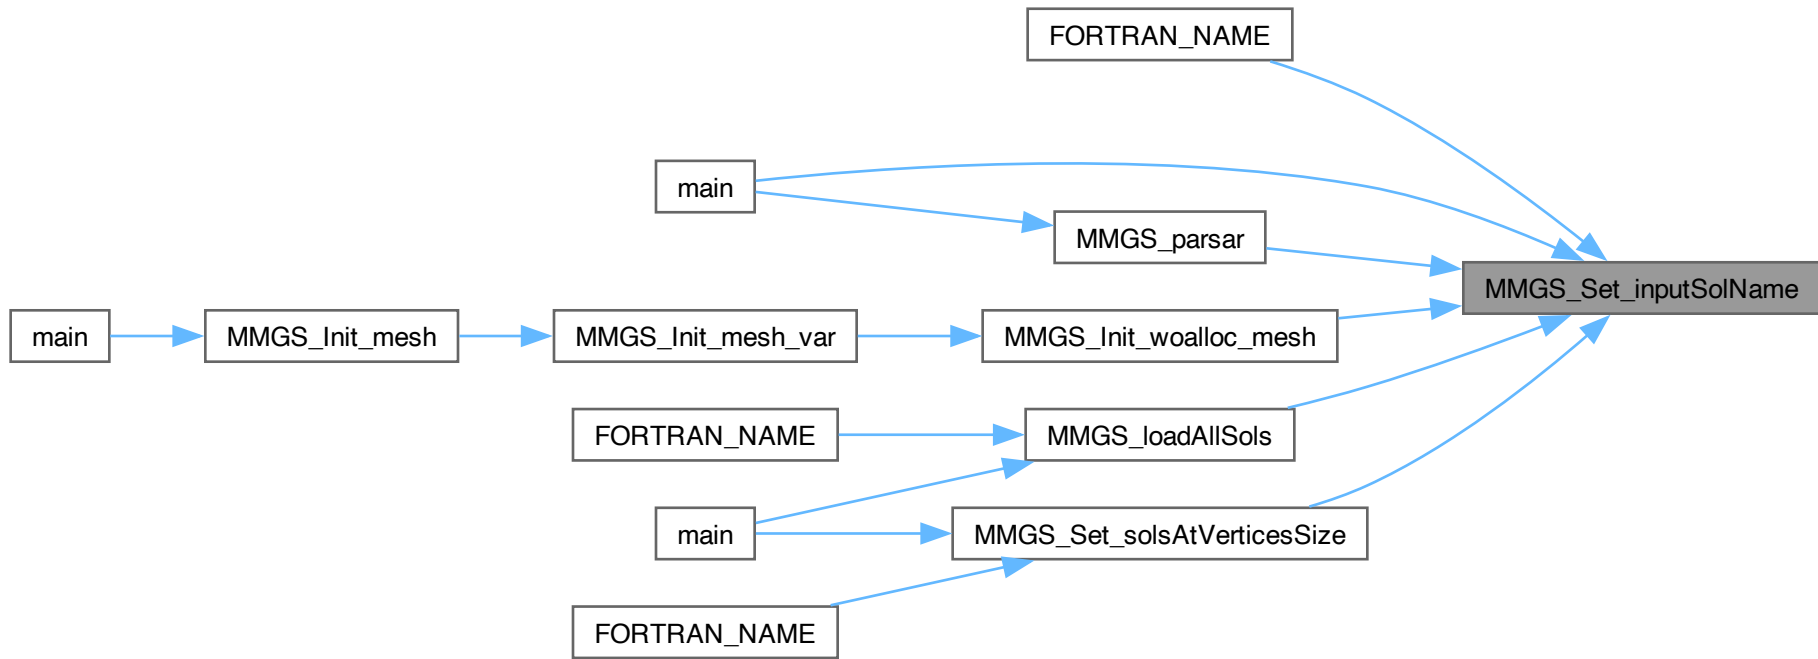 FORTRAN_NAME
main
MMGS_parsar
MMGS_Set_inputSolName
main
MMGS_Init_mesh
MMGS_Init_mesh_var
MMGS_Init_woalloc_mesh
FORTRAN_NAME
MMGS_loadAllSols
main
MMGS_Set_solsAtVerticesSize
FORTRAN_NAME